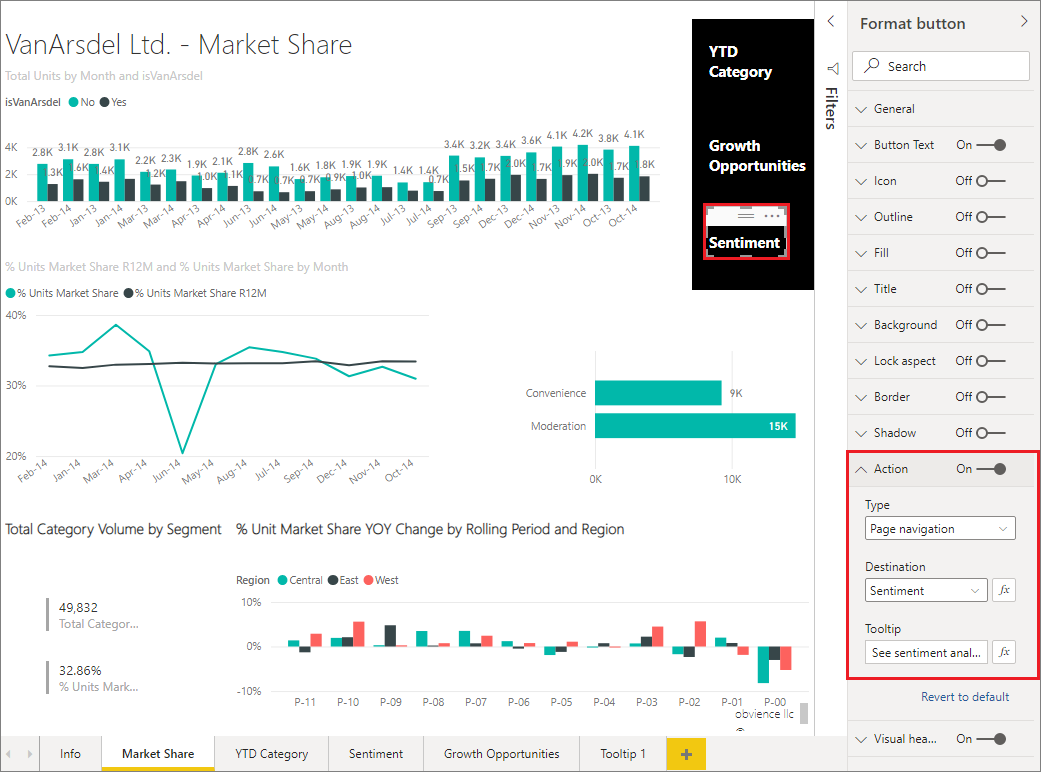 VanArsdel Ltd. - Market Share
Total Units by Month and isVanArsdel
isVanArsdel No Yes
4K
2K
0K
2.8K 3.1K 2.8K 3.1K 2.2K 2.3K 1.9K 2.1K 2.8K 2.6K 1.6K 1.8K 1.9K 1.9K 1.4K 1.4K 3.4K 3.2K 3.4K 3.6K 4.1K 4.2K 3.8K 4.1K
1.3K 1.6K 1.4K 1.2K 1.0K 1.1K 0.7K 0.7K 0.7K 0.9K 1.0K 0.7K 1.5K 1.7K 2.0K 1.7K 1.9K 2.0K 1.7K 1.8K
Feb-13 Feb-14 Jan-13 Jan-14 Mar-13 Mar-14 Apr-13 Apr-14 Jun-13 Jun-14 May-13 May-14 Aug-13 Aug-14 Jul-13 Jul-14 Sep-13 Sep-14 Dec-13 Dec-14 Nov-13 Nov-14 Oct-13 Oct-14
YTD
Category
Growth
Opportunities
Sentiment
% Units Market Share R12M and % Units Market Share by Month
% Units Market Share % Units Market Share R12M
40%
30%
20%
Feb-14 Jan-14 Mar-14 Apr-14 Jun-14 May-14 Aug-14 Jul-14 Sep-14 Dec-14 Nov-14 Oct-14
Convenience 9K
Moderation 15K
0K 10K
Total Category Volume by Segment
49,832
Total Categor...
32.86%
% Units Mark...
% Unit Market Share YOY Change by Rolling Period and Region
Region Central East West
10%
0%
-10%
P-11 P-10 P-09 P-08 P-07 P-06 P-05 P-04 P-03 P-02 P-01 P-00
obvience llc
Info Market Share YTD Category Sentiment Growth Opportunities Tooltip 1 +
Filters
Format button
Search
General
Button Text On
Icon Off
Outline Off
Fill Off
Title Off
Background Off
Lock aspect Off
Border Off
Shadow Off
Action On
Type
Page navigation
Destination
Sentiment fx
Tooltip
See sentiment anal... fx
Revert to default
Visual hea... On